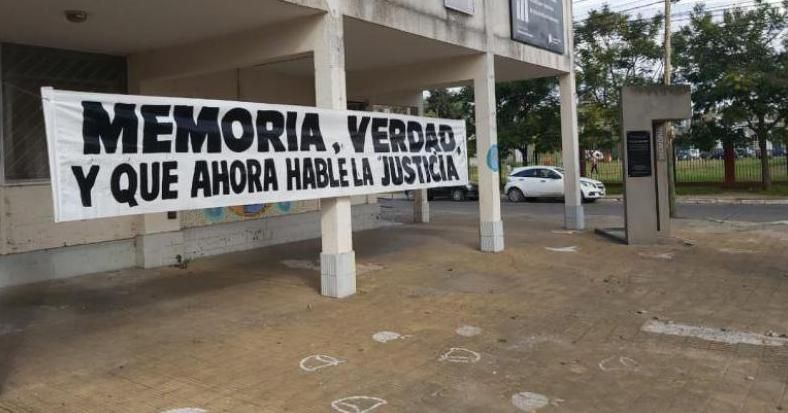 MEMORIA, VERDAD,
Y QUE AHORA HABLE LA JUSTICIA